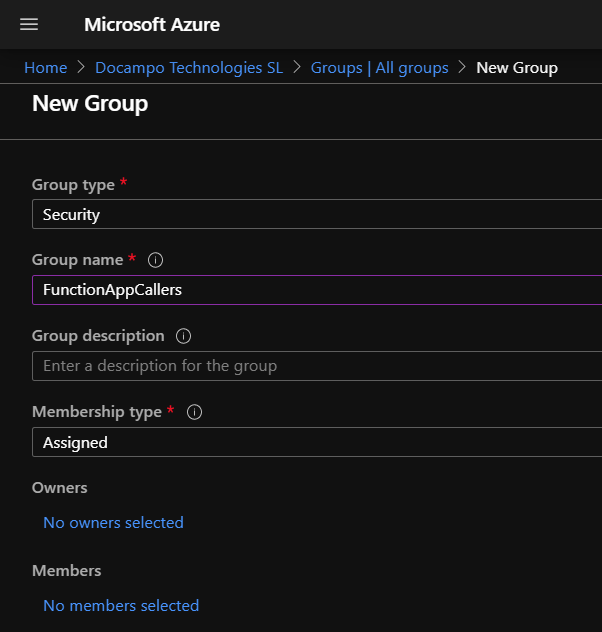 Microsoft Azure
Home > Docampo Technologies SL > Groups | All groups > New Group
New Group
Group type *
Security
Group name *
FunctionAppCallers
Group description
Enter a description for the group
Membership type *
Assigned
Owners
No owners selected
Members
No members selected